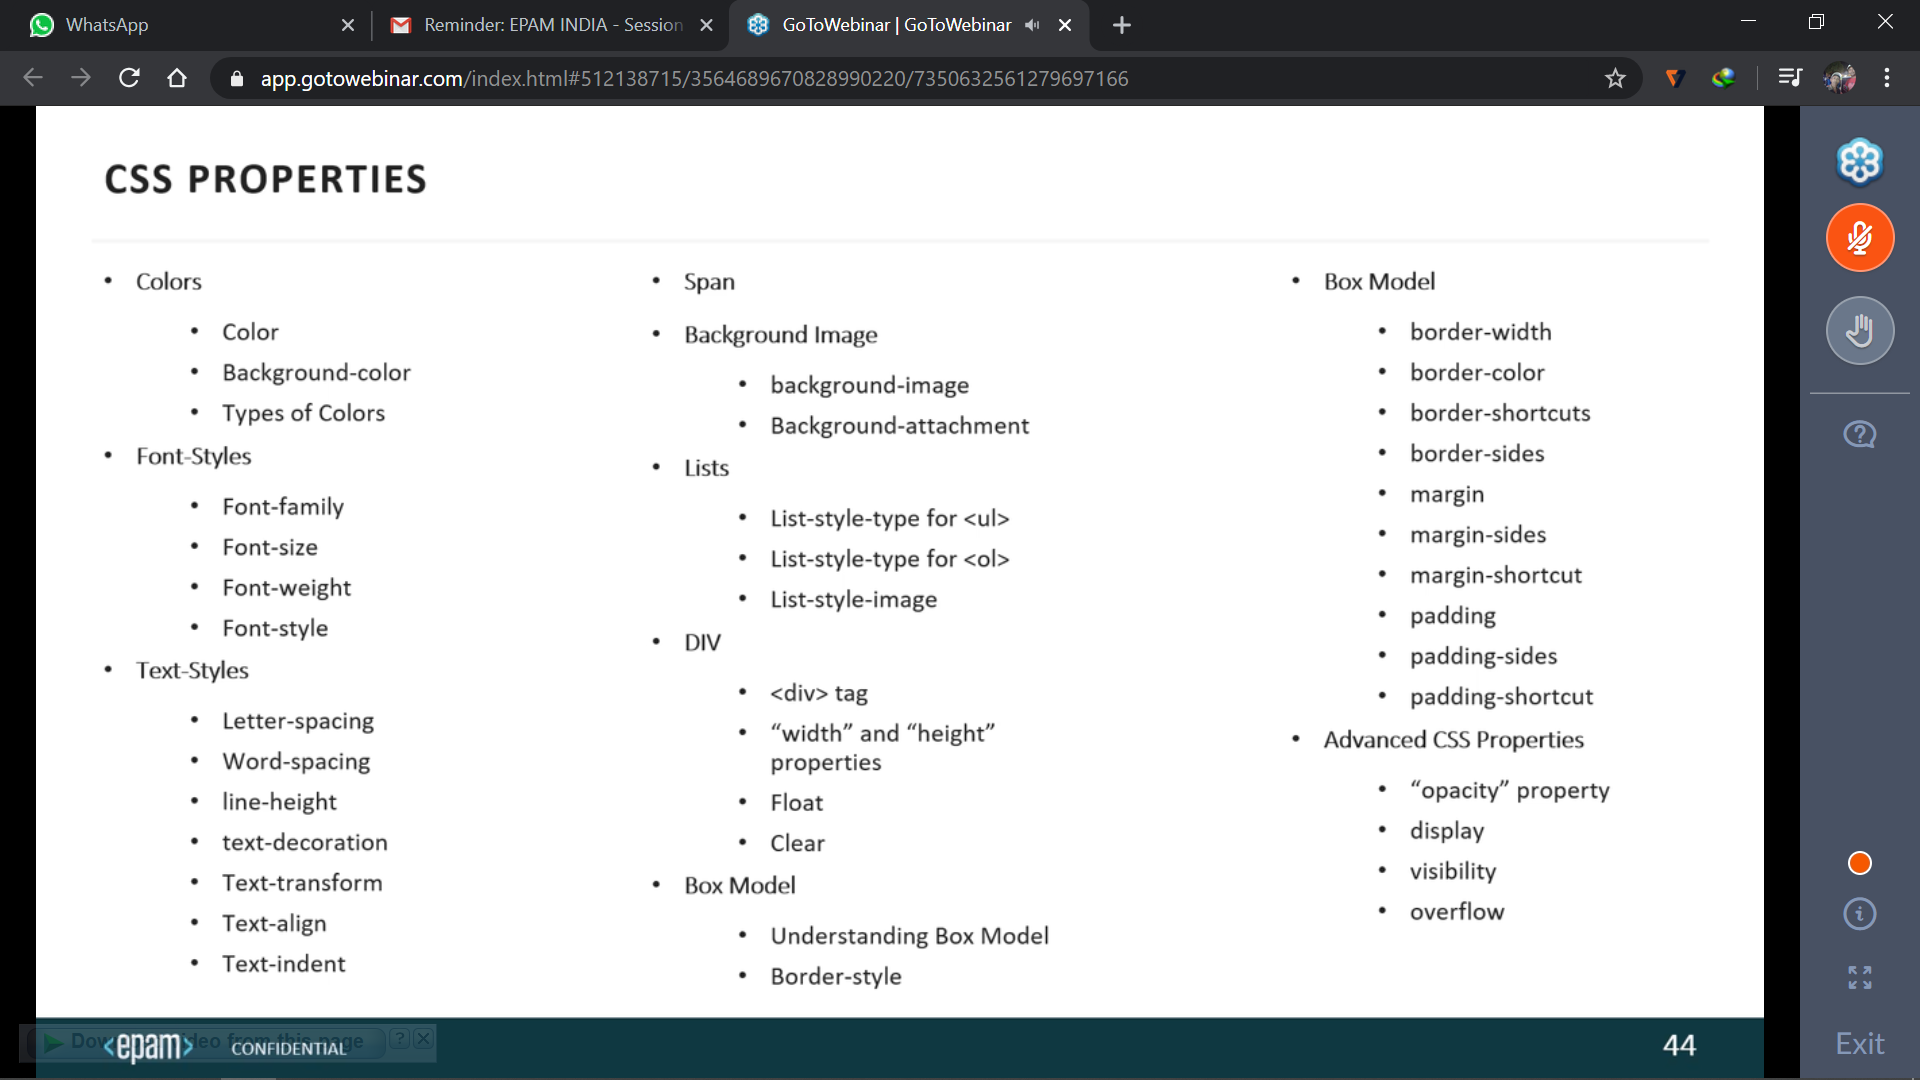 WhatsApp
Reminder: EPAM INDIA - Session
GoToWebinar | GoToWebinar
app.gotowebinar.com/index.html#512138715/3564689670828990220/7350632561279697166
CSS PROPERTIES
• Colors
• Color
• Background-color
• Types of Colors
• Font-Styles
• Font-family
• Font-size
• Font-weight
• Font-style
• Text-Styles
• Letter-spacing
• Word-spacing
• line-height
• text-decoration
• Text-transform
• Text-align
• Text-indent
• Span
• Background Image
• background-image
• Background-attachment
• Lists
• List-style-type for <ul>
• List-style-type for <ol>
• List-style-image
• DIV
• <div> tag
• “width” and “height”
properties
• Float
• Clear
• Box Model
• Understanding Box Model
• Border-style
• Box Model
• border-width
• border-color
• border-shortcuts
• border-sides
• margin
• margin-sides
• margin-shortcut
• padding
• padding-sides
• padding-shortcut
• Advanced CSS Properties
• “opacity” property
• display
• visibility
• overflow
from this page
<epam> CONFIDENTIAL
44
Exit